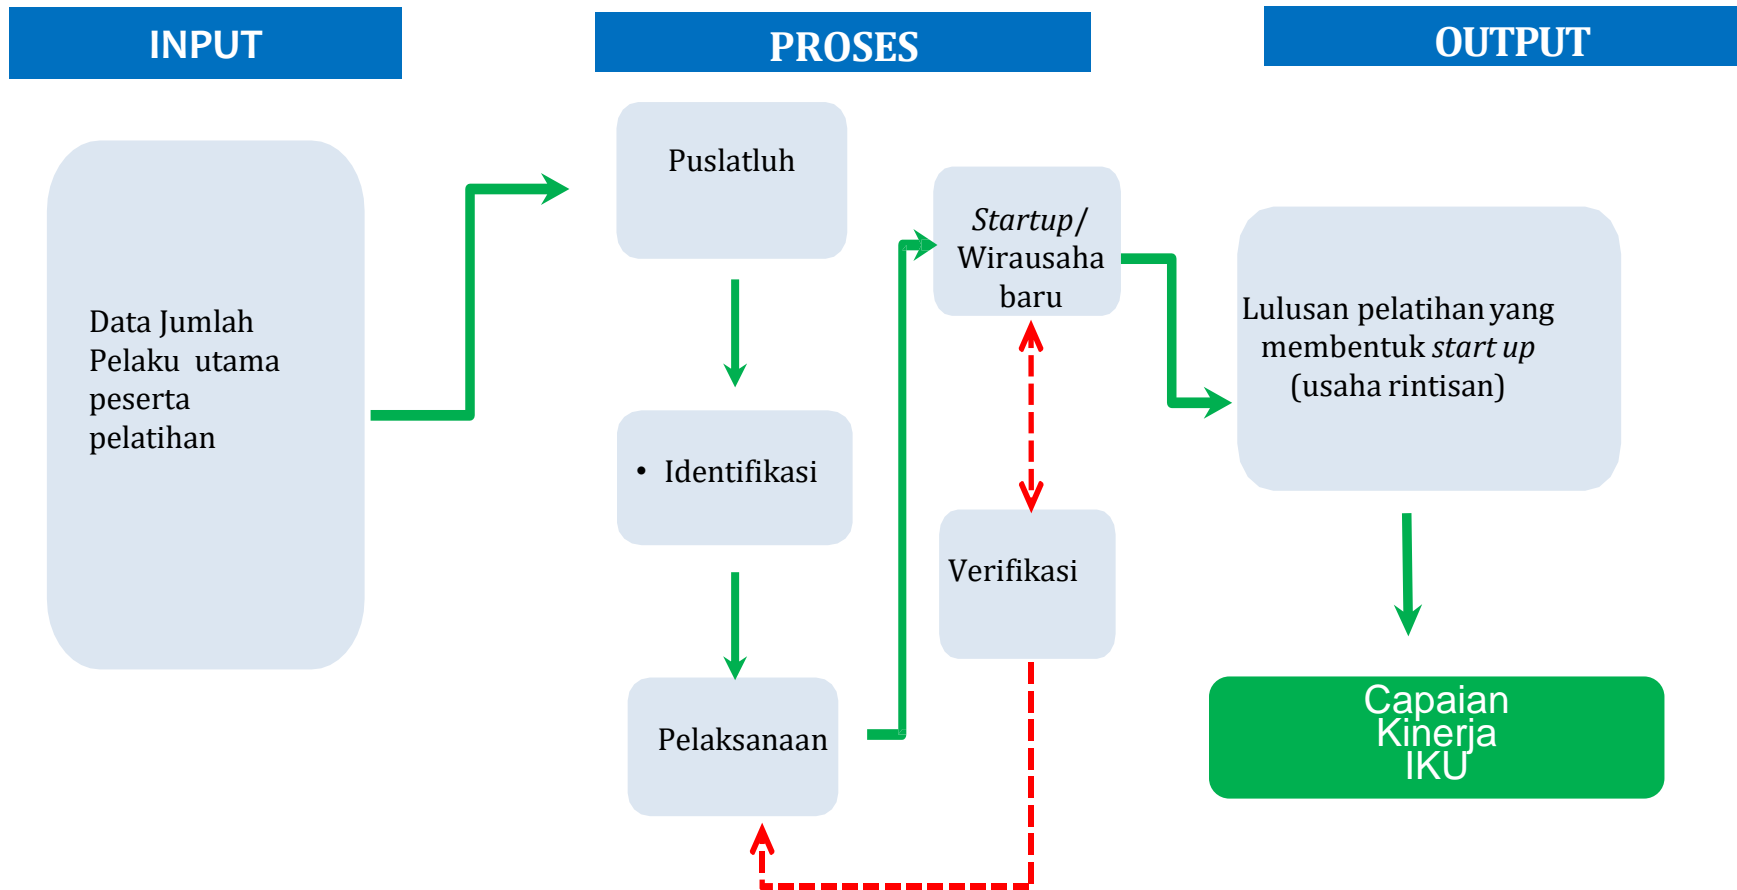 INPUT
PROSES
OUTPUT
Data Jumlah
Pelaku utama
peserta
pelatihan
Puslatluh
• Identifikasi
Pelaksanaan
Startup/
Wirausaha
baru
Verifikasi
Lulusan pelatihan yang
membentuk start up
(usaha rintisan)
Capaian
Kinerja
IKU